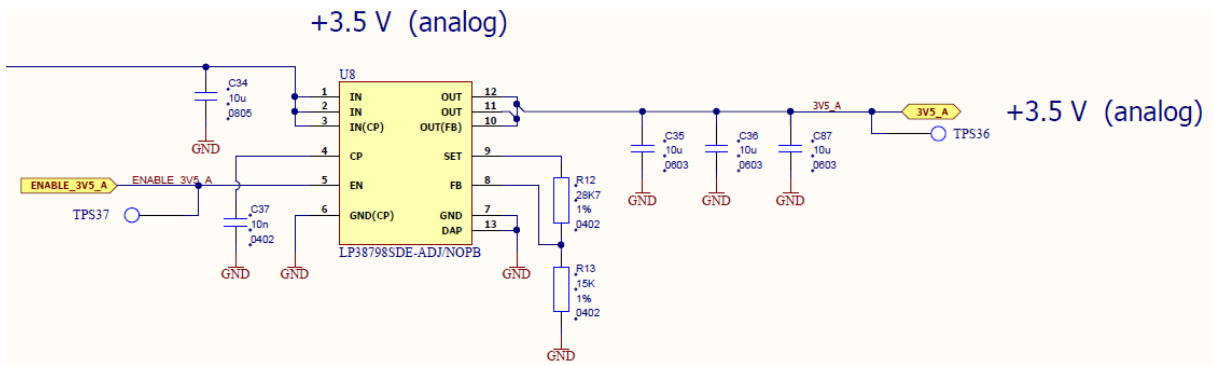 +3.5 V (analog)
U8
C34
10u
0805
GND
1 IN OUT 12
2 IN OUT 11
3 IN(CP) OUT(FB) 10
4 CP SET 9
5 EN FB 8
6 GND(CP) GND 7
DAP 13
LP38798SDE-ADJ/NOPB
ENABLE_3V5_A
ENABLE_3V5_A
TPS37
C37
10n
0402
GND
GND
GND
R12
28K7
1%
0402
R13
15K
1%
0402
GND
C35
10u
0603
GND
C36
10u
0603
GND
C87
10u
0603
GND
3V5_A
3V5_A
TPS36
+3.5 V (analog)